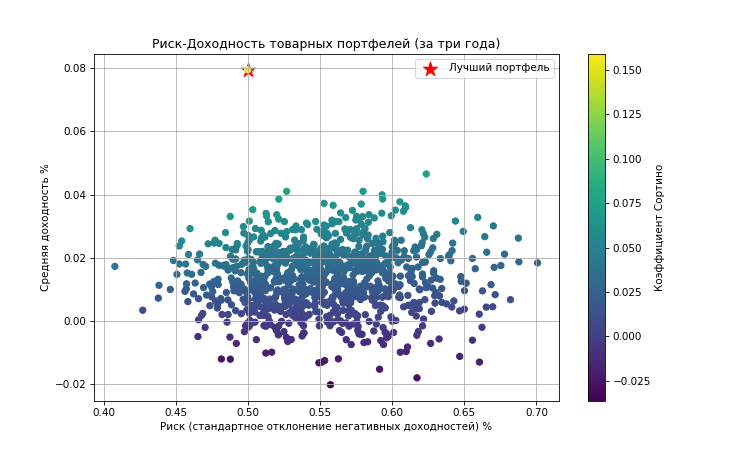 Риск-Доходность товарных портфелей (за три года)
Лучший портфель
Средняя доходность %
0.08
0.06
0.04
0.02
0.00
−0.02
0.40 0.45 0.50 0.55 0.60 0.65 0.70
Риск (стандартное отклонение негативных доходностей) %
0.150
0.125
0.100
0.075
0.050
0.025
0.000
−0.025
Коэффициент Сортино